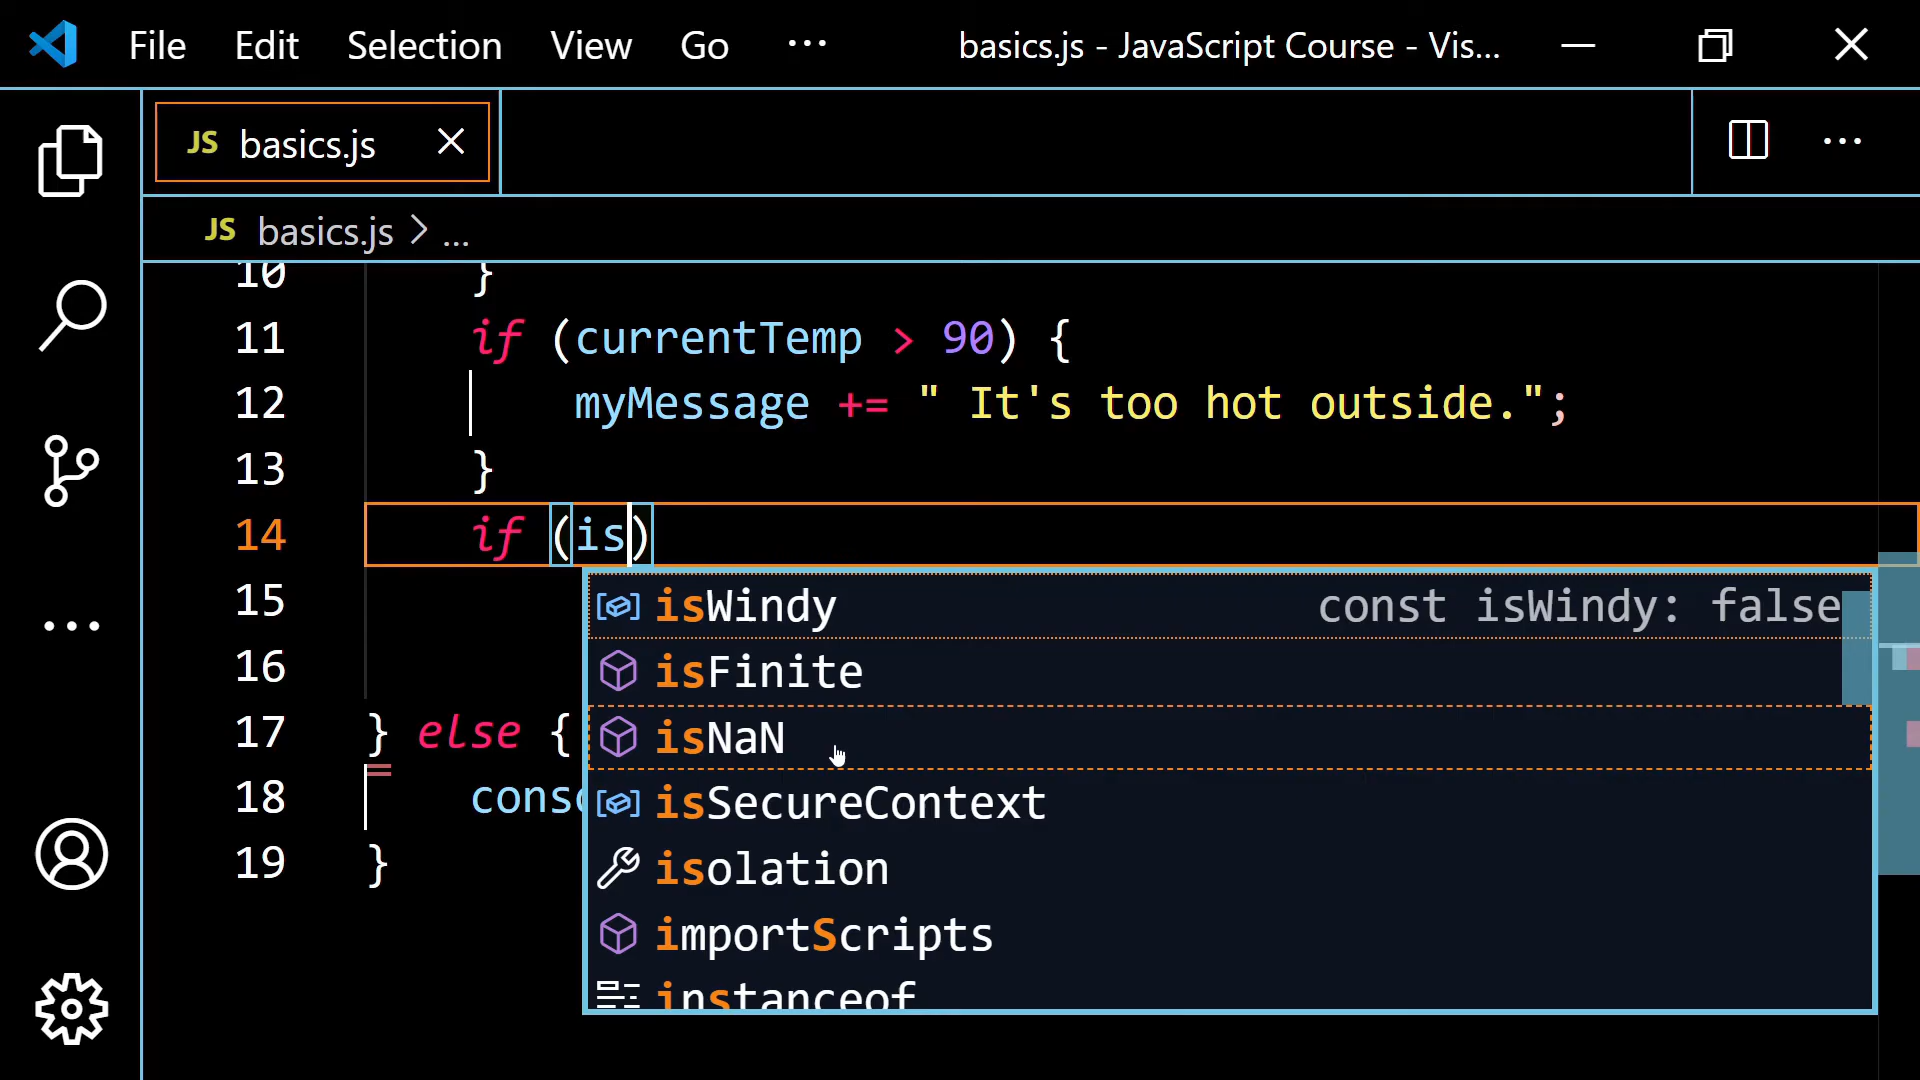 File Edit Selection View Go ... basics.js - JavaScript Course - Vis...
JS basics.js
JS basics.js > ...
10 }
11 if (currentTemp > 90) {
12 myMessage += " It's too hot outside.";
13 }
14 if (is)
15
isWindy const isWindy: false
16
isFinite
17 } else {
isNaN
18 conso
isSecureContext
19 }
isolation
importScripts
instanceof